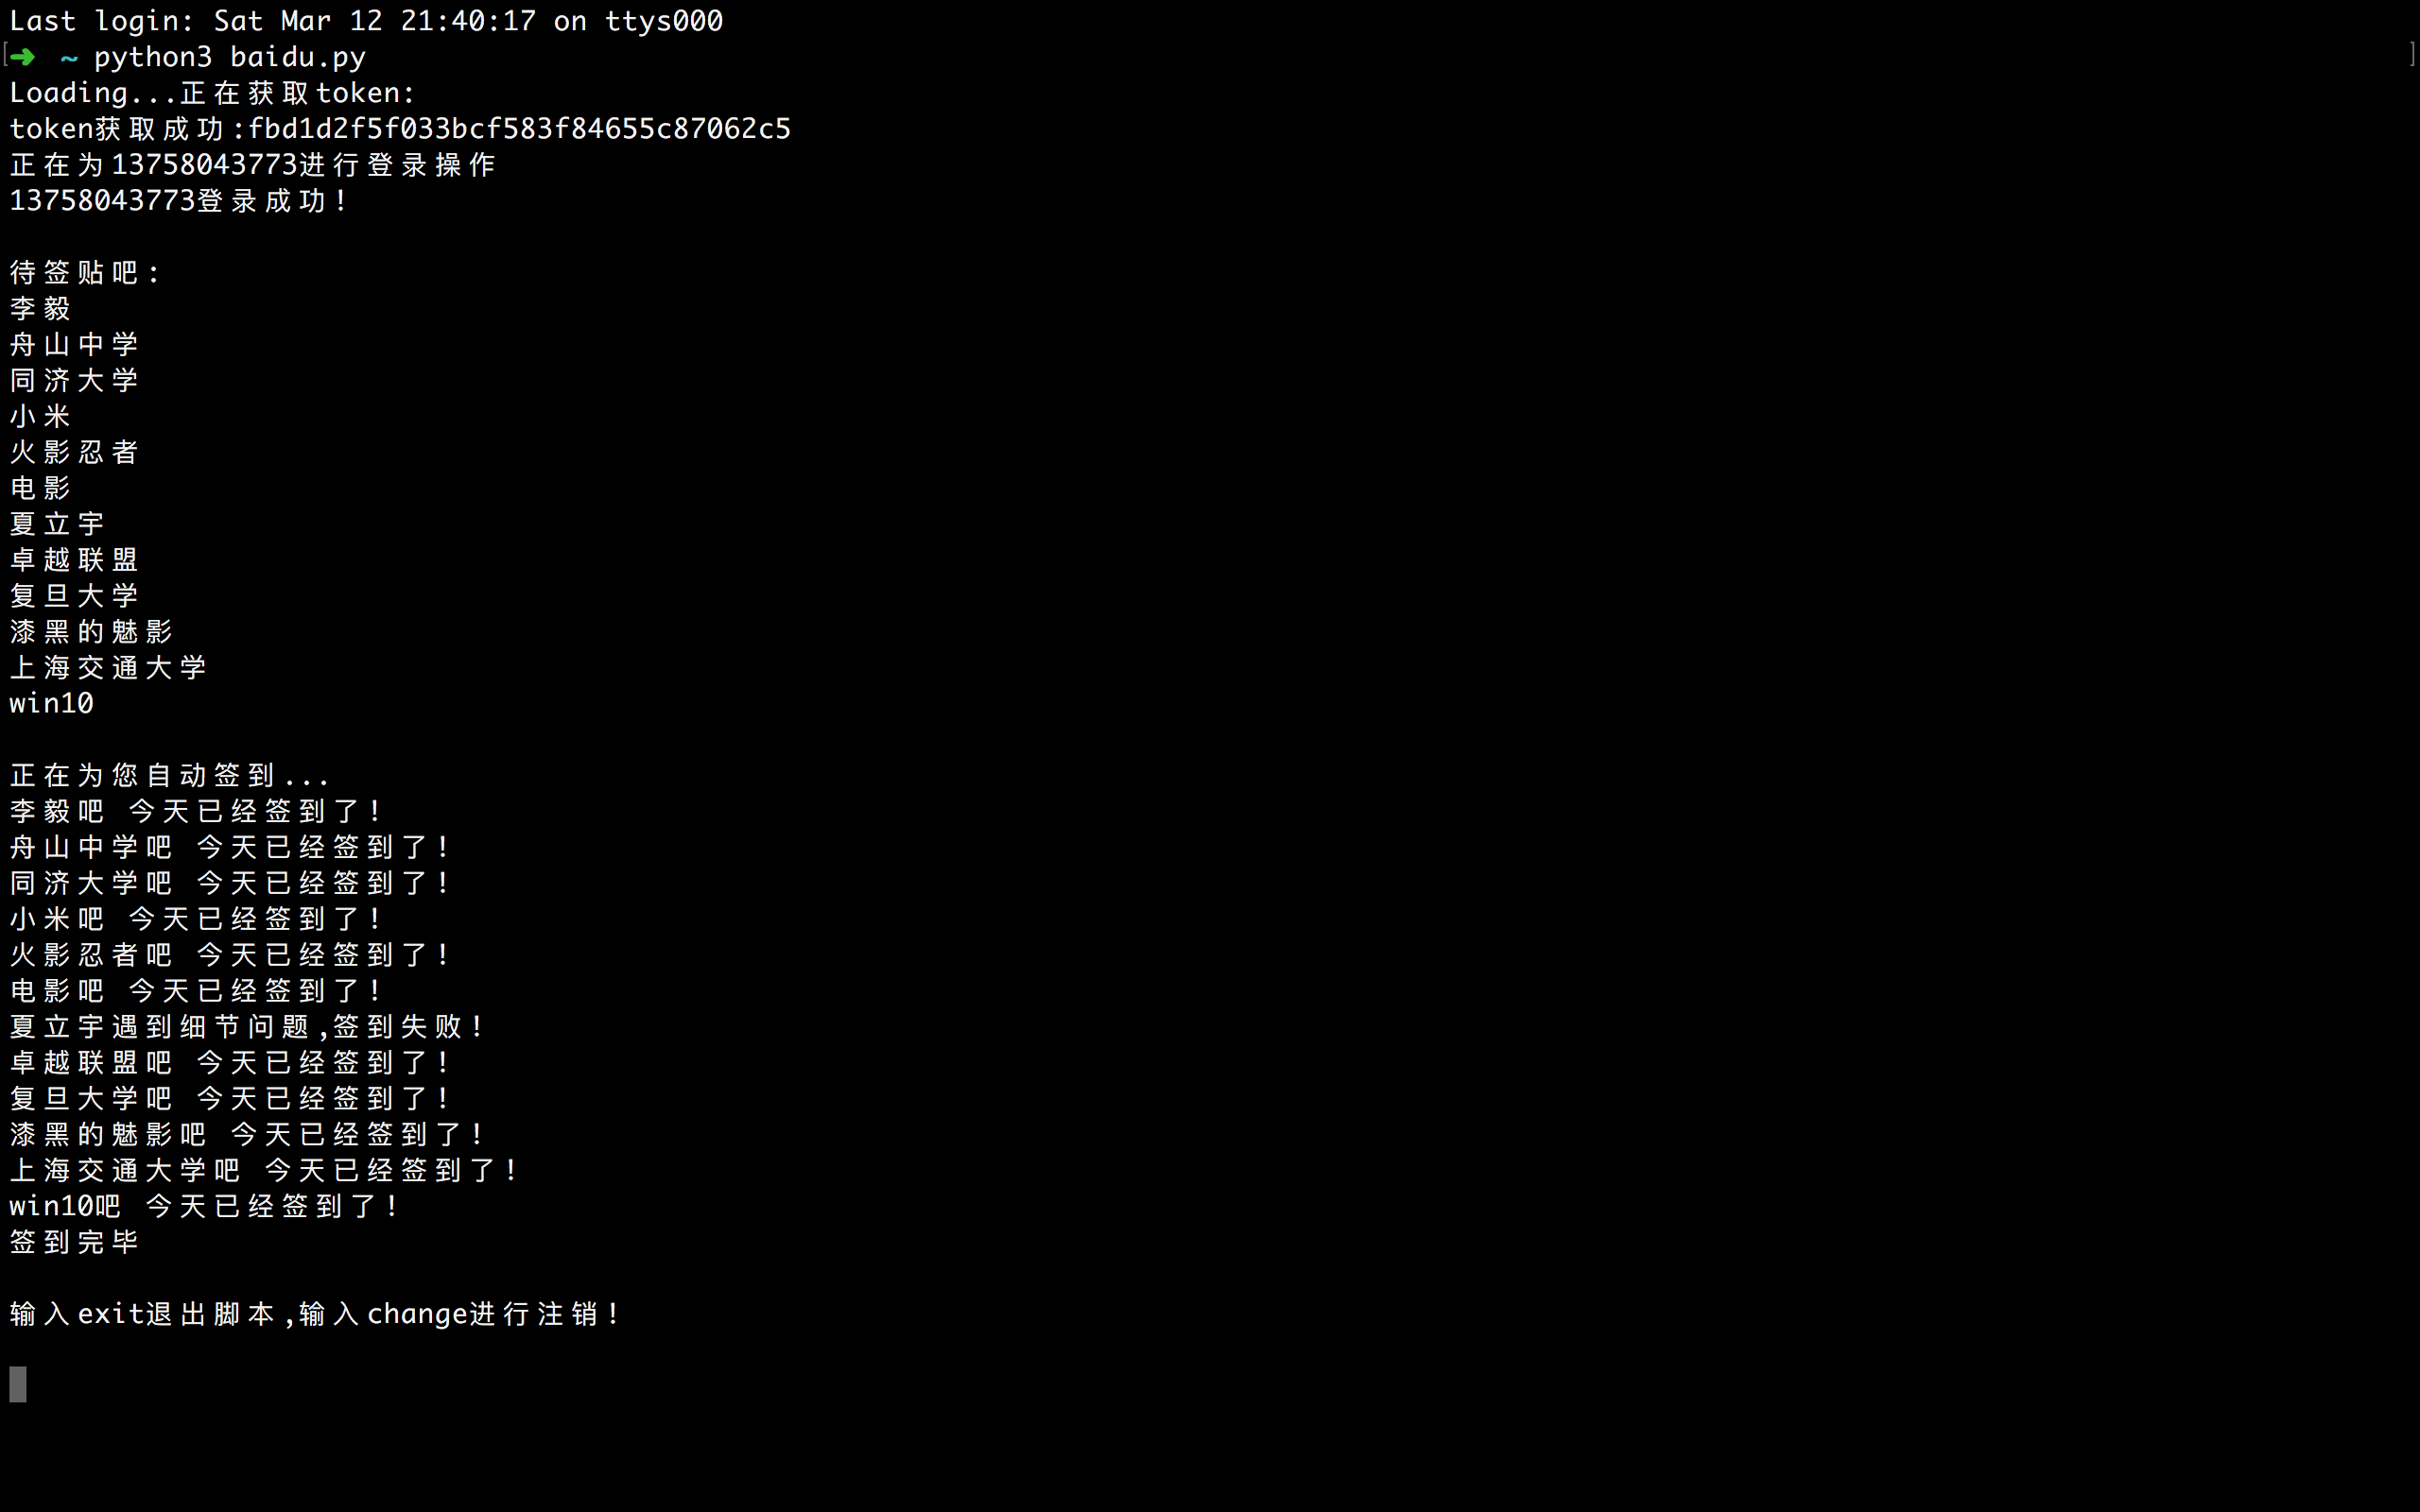 Last login: Sat Mar 12 21:40:17 on ttys000
[➜ ~ python3 baidu.py ]
Loading...正在获取token:
token获取成功:fbd1d2f5f033bcf583f84655c87062c5
正在为13758043773进行登录操作
13758043773登录成功!
待签贴吧:
李毅
舟山中学
同济大学
小米
火影忍者
电影
夏立宇
卓越联盟
复旦大学
漆黑的魅影
上海交通大学
win10
正在为您自动签到...
李毅吧 今天已经签到了!
舟山中学吧 今天已经签到了!
同济大学吧 今天已经签到了!
小米吧 今天已经签到了!
火影忍者吧 今天已经签到了!
电影吧 今天已经签到了!
夏立宇遇到细节问题,签到失败!
卓越联盟吧 今天已经签到了!
复旦大学吧 今天已经签到了!
漆黑的魅影吧 今天已经签到了!
上海交通大学吧 今天已经签到了!
win10吧 今天已经签到了!
签到完毕
输入exit退出脚本,输入change进行注销!